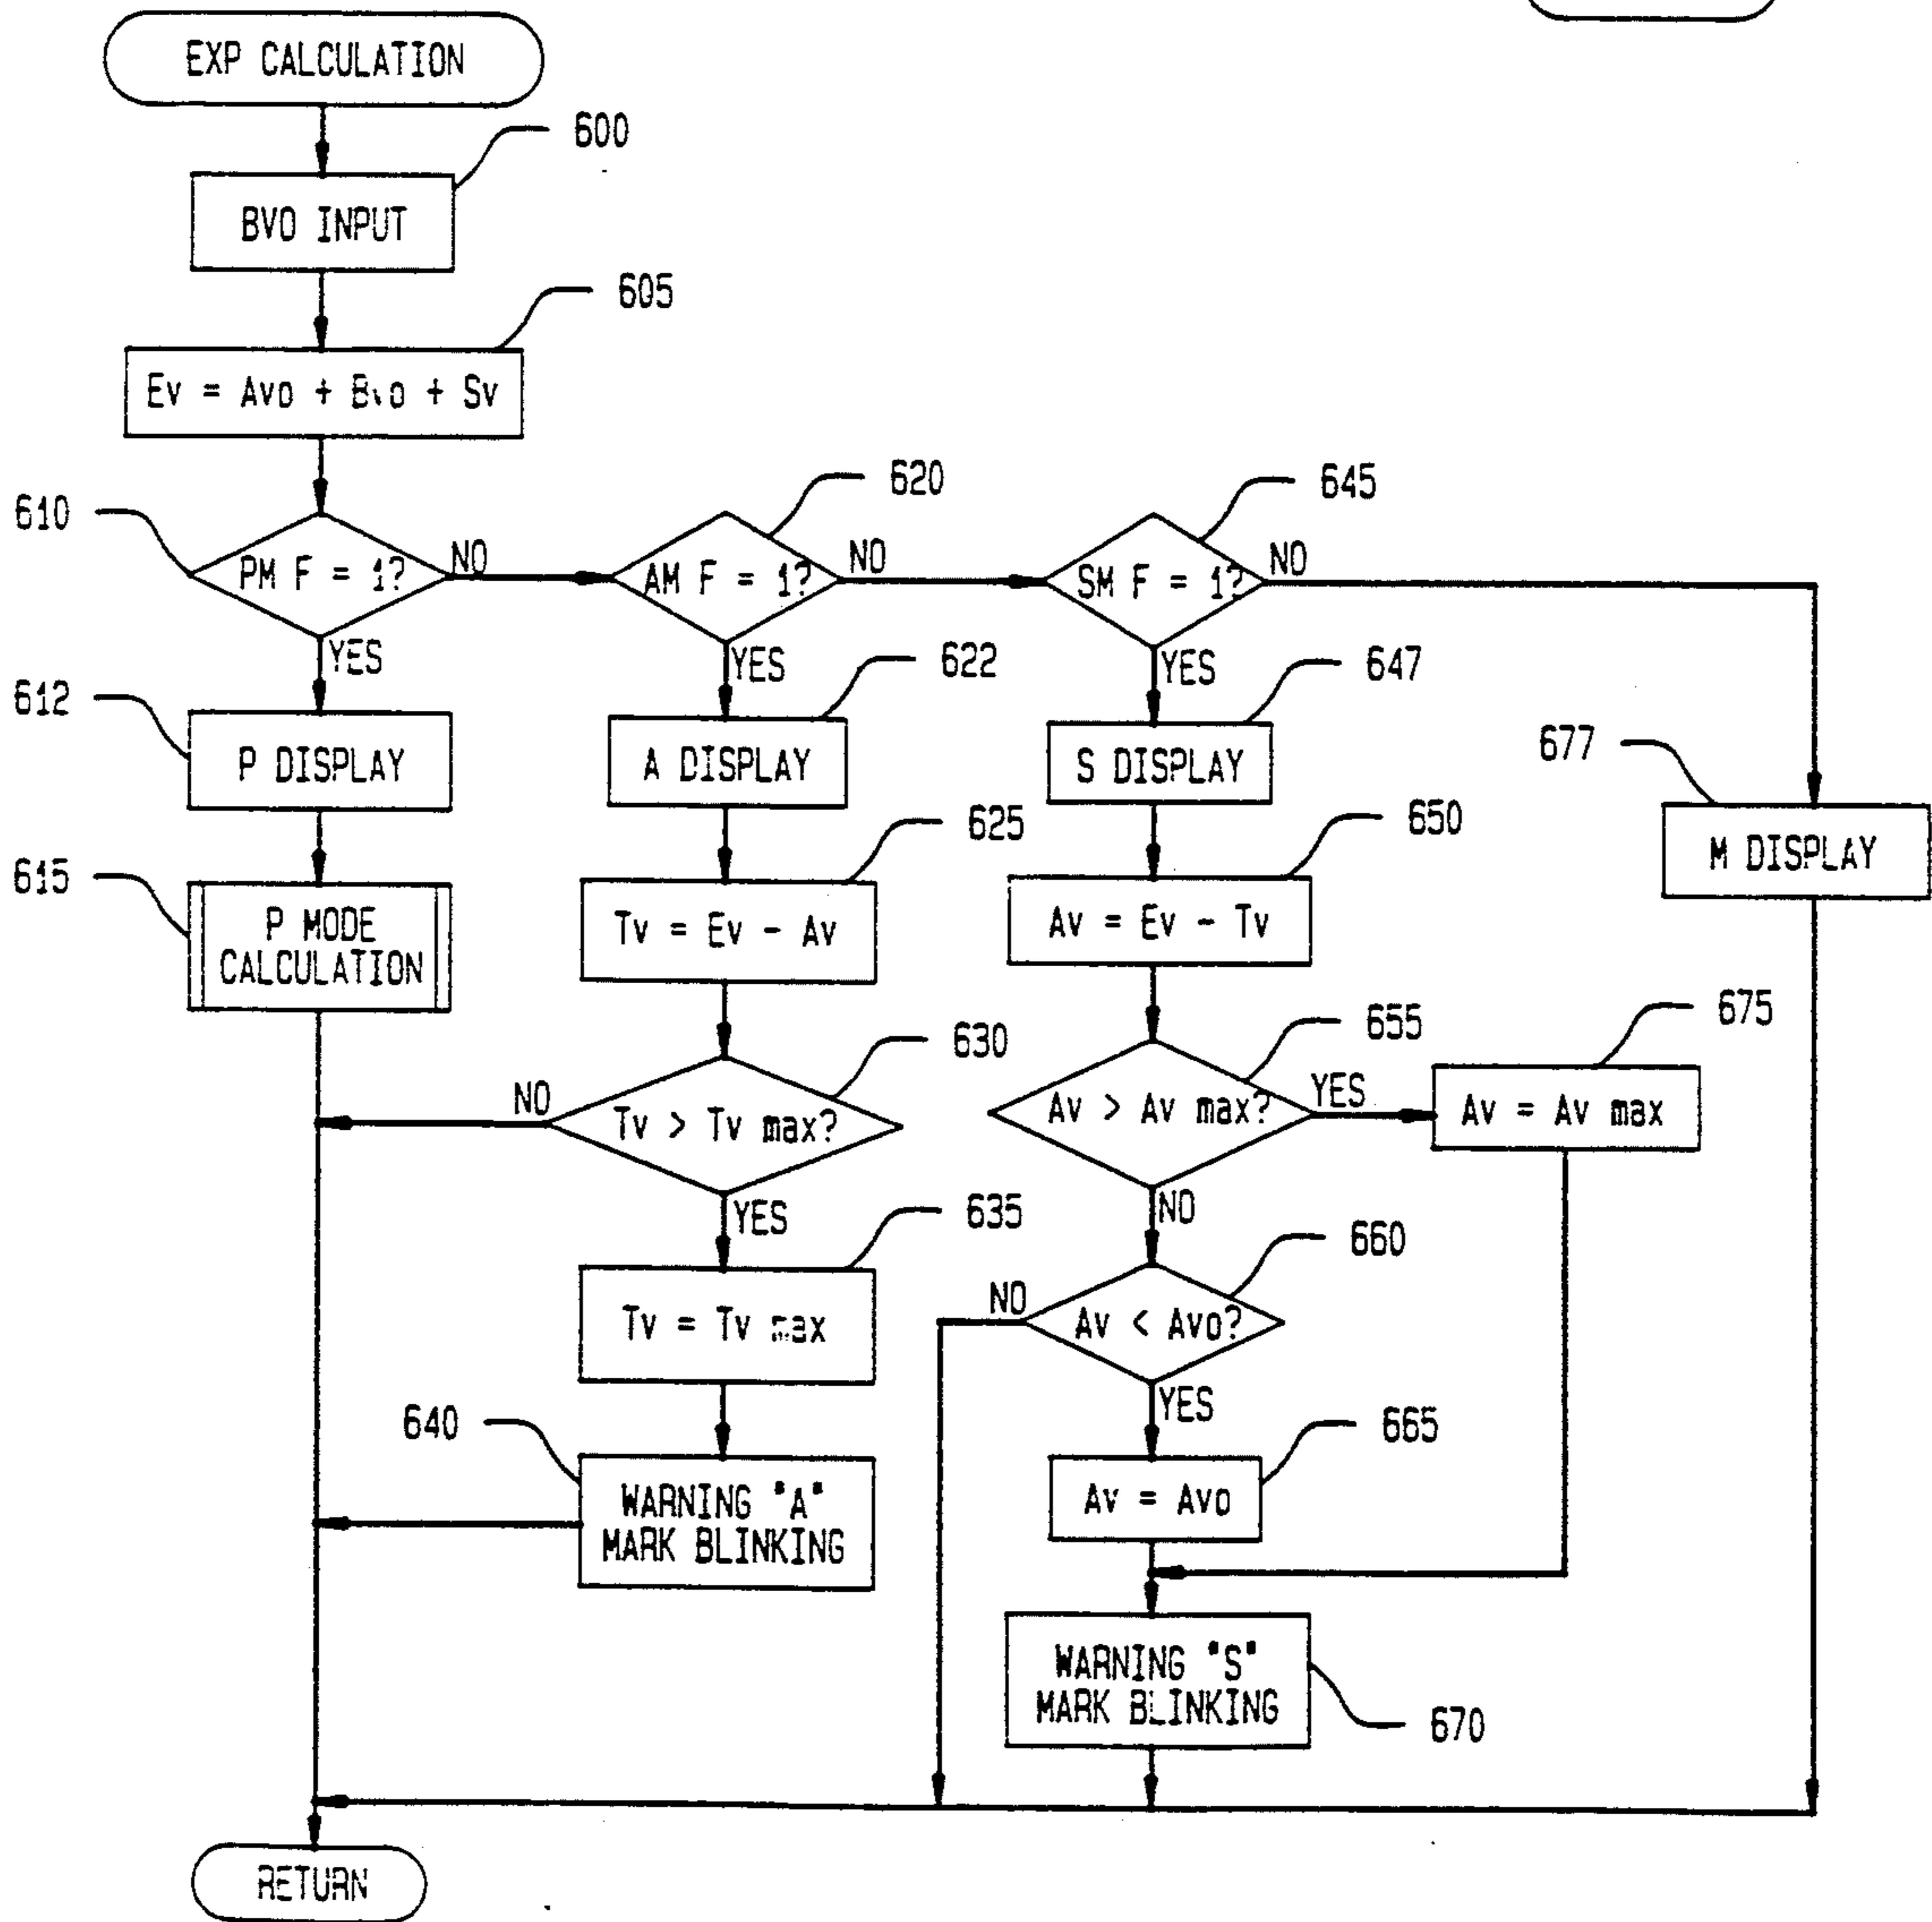 EXP CALCULATION
600
BVO INPUT
605
Ev = Avo + Bvo + Sv
610
PM F = 1?
NO
YES
620
AM F = 1?
NO
YES
645
SM F = 1?
NO
YES
612
P DISPLAY
622
A DISPLAY
647
S DISPLAY
677
M DISPLAY
615
P MODE
CALCULATION
625
Tv = Ev - Av
650
Av = Ev - Tv
630
Tv > Tv max?
NO
YES
655
Av > Av max?
YES
NO
675
Av = Av max
635
Tv = Tv max
660
Av < Avo?
NO
YES
640
WARNING "A"
MARK BLINKING
665
Av = Avo
WARNING "S"
MARK BLINKING
670
RETURN